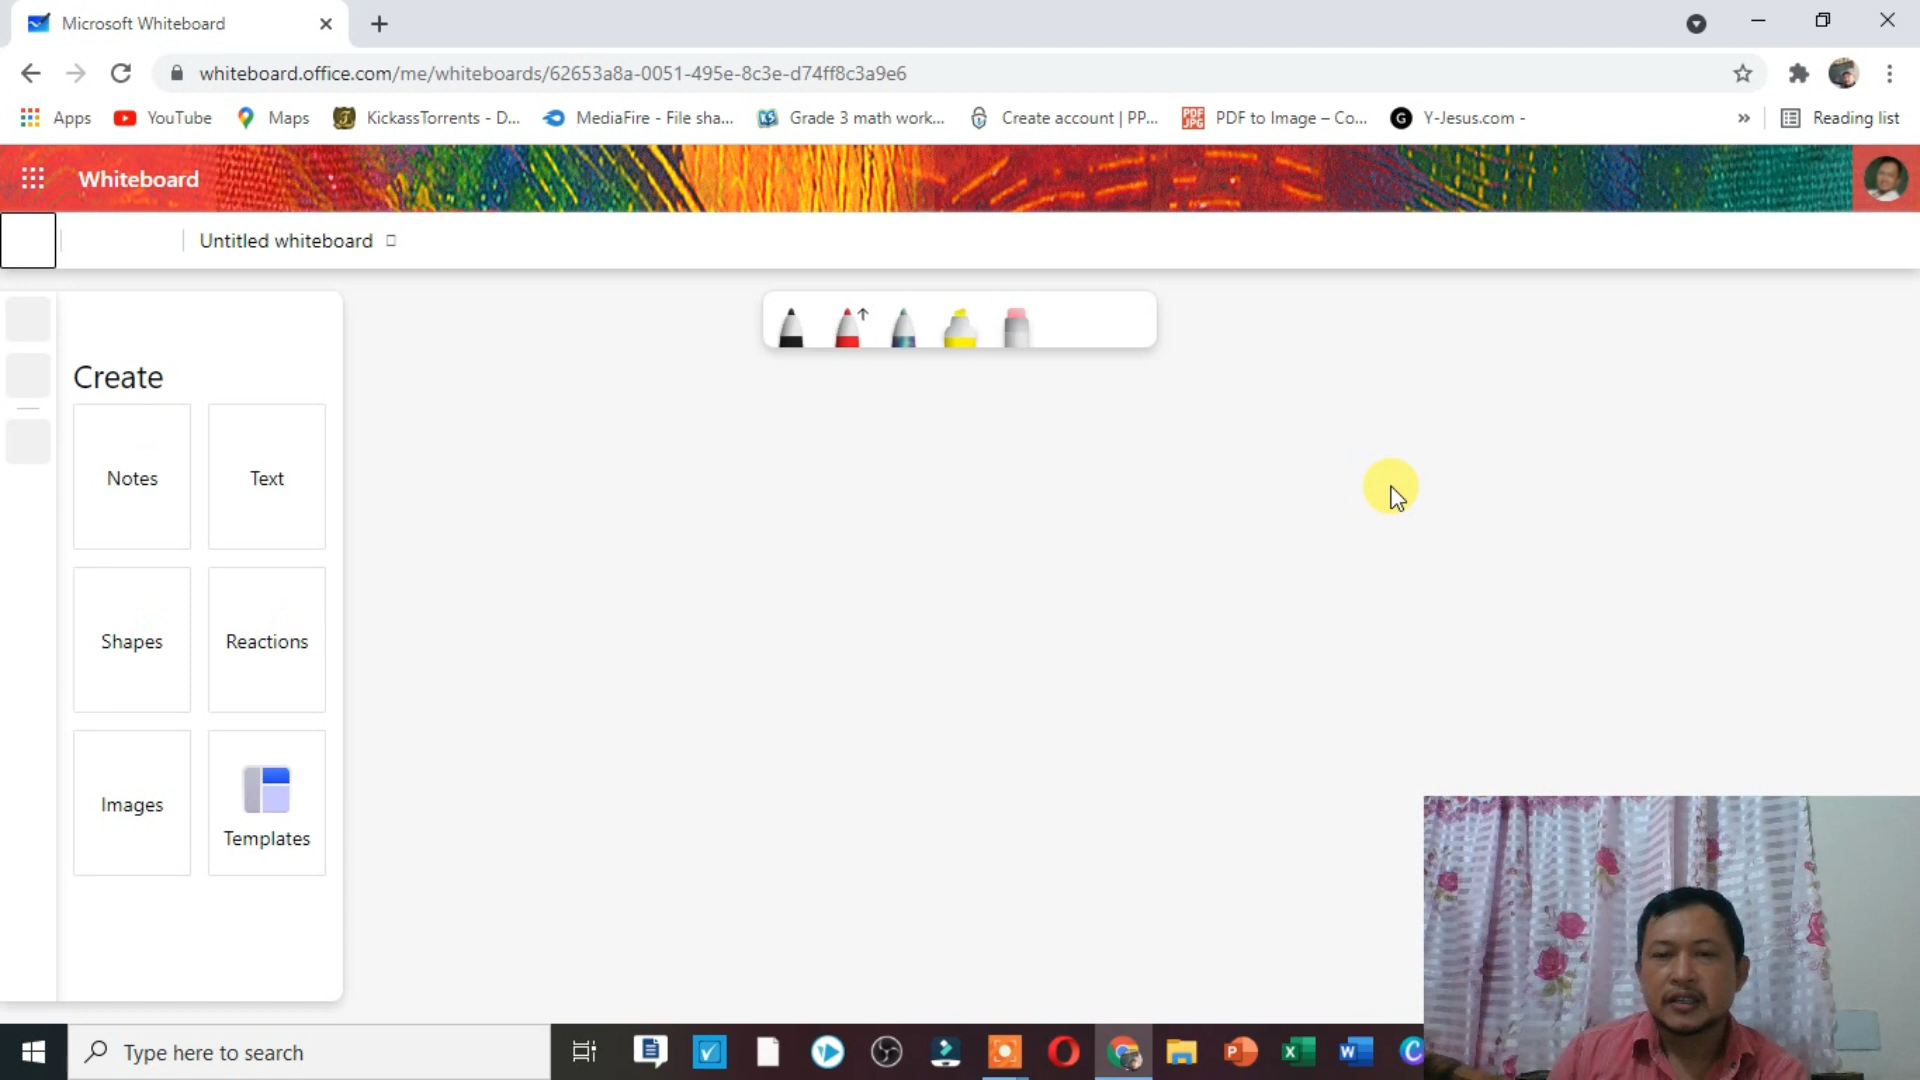 Microsoft Whiteboard
whiteboard.office.com/me/whiteboards/62653a8a-0051-495e-8c3e-d74ff8c3a9e6
Apps YouTube Maps KickassTorrents - D... MediaFire - File sha... Grade 3 math work... Create account | PP... PDF to Image – Co... Y-Jesus.com - » Reading list
Whiteboard
Untitled whiteboard
Create
Notes Text
Shapes Reactions
Images Templates
Type here to search